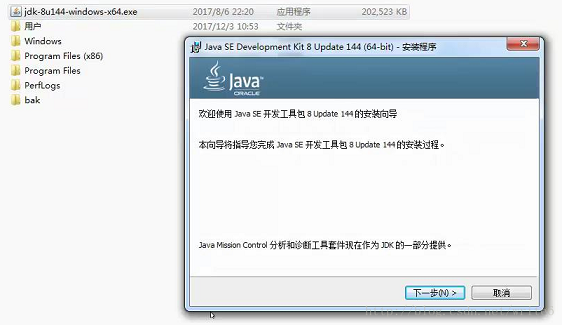 jdk-8u144-windows-x64.exe 2017/8/6 22:20 应用程序 202,523 KB
用户 2017/12/3 10:53 文件夹
Windows
Program Files (x86)
Program Files
PerfLogs
bak
Java SE Development Kit 8 Update 144 (64-bit) - 安装程序
Java
ORACLE
欢迎使用 Java SE 开发工具包 8 Update 144 的安装向导
本向导将指导您完成 Java SE 开发工具包 8 Update 144 的安装过程。
Java Mission Control 分析和诊断工具套件现在作为 JDK 的一部分提供。
下一步(N) >
取消